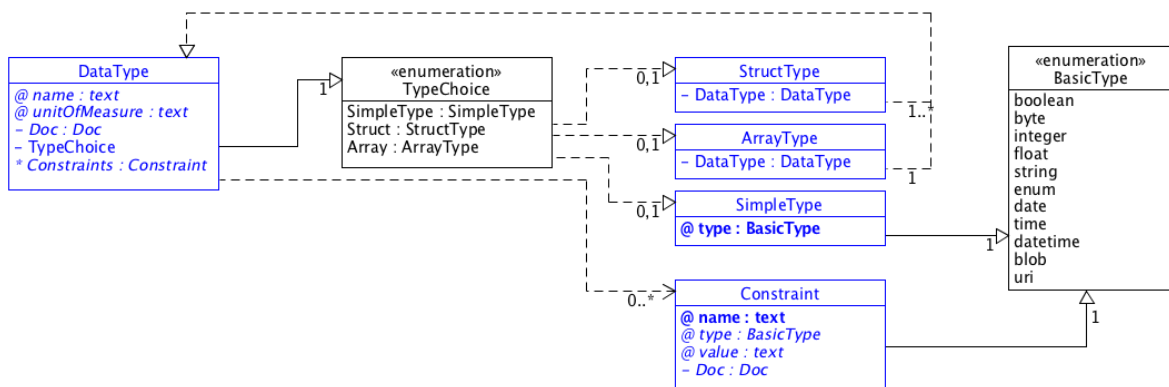 DataType
@ name : text
@ unitOfMeasure : text
– Doc : Doc
– TypeChoice
* Constraints : Constraint
1
«enumeration»
TypeChoice
SimpleType : SimpleType
Struct : StructType
Array : ArrayType
0,1
StructType
– DataType : DataType
1..*
0,1
ArrayType
– DataType : DataType
1
0,1
SimpleType
@ type : BasicType
1
0..*
Constraint
@ name : text
@ type : BasicType
@ value : text
– Doc : Doc
1
«enumeration»
BasicType
boolean
byte
integer
float
string
enum
date
time
datetime
blob
uri